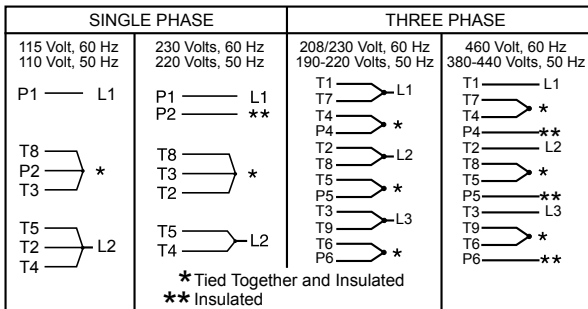 SINGLE PHASE
THREE PHASE
115 Volt, 60 Hz
110 Volt, 50 Hz
P1 L1
T8
P2 *
T3
T5
T2 L2
T4
230 Volts, 60 Hz
220 Volts, 50 Hz
P1 L1
P2 **
T8
T3 *
T2
T5
T4 L2
208/230 Volt, 60 Hz
190-220 Volts, 50 Hz
T1
T7 L1
T4
P4 *
T2
T8 L2
T5
P5 *
T3
T9 L3
T6
P6 *
460 Volt, 60 Hz
380-440 Volts, 50 Hz
T1 L1
T7
T4 *
P4 **
T2 L2
T8
T5 *
P5 **
T3 L3
T9
T6 *
P6 **
* Tied Together and Insulated
** Insulated